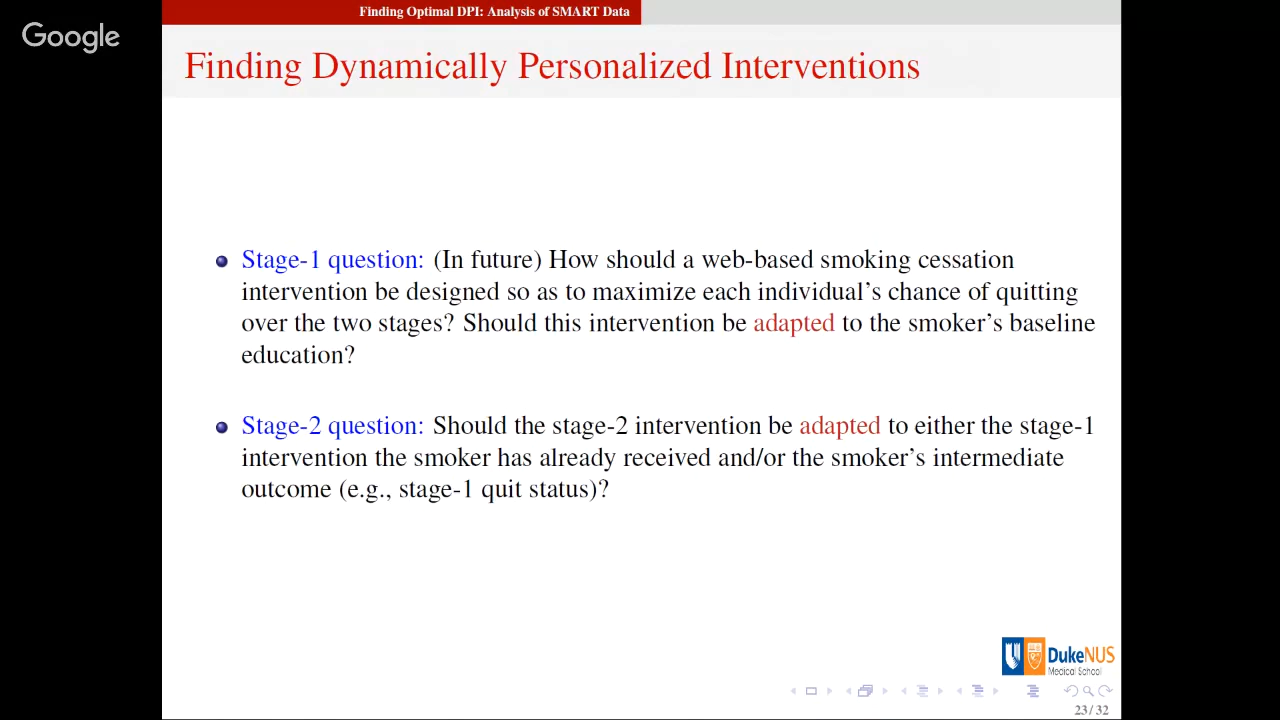 Finding Optimal DPI: Analysis of SMART Data
Google
Finding Dynamically Personalized Interventions
Stage-1 question: (In future) How should a web-based smoking cessation
intervention be designed so as to maximize each individual's chance of quitting
over the two stages? Should this intervention be adapted to the smoker's baseline
education?
Stage-2 question: Should the stage-2 intervention be adapted to either the stage-1
intervention the smoker has already received and/or the smoker's intermediate
outcome (e.g., stage-1 quit status)?
DukeNUS
Medical School
23 / 32